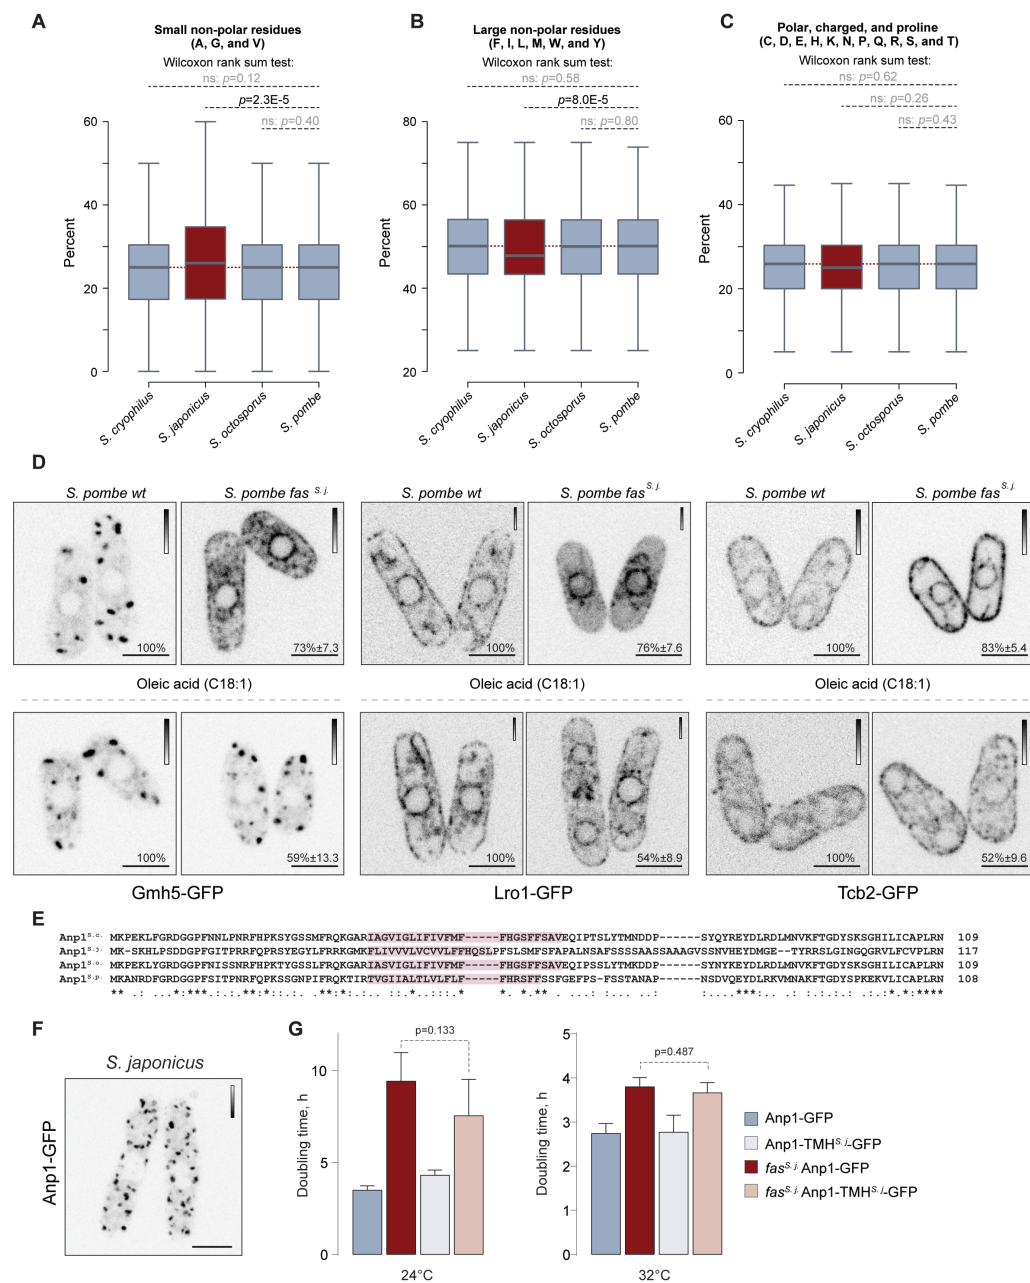 A
Small non-polar residues
(A, G, and V)
Wilcoxon rank sum test:
ns: p=0.12
p=2.3E-5
ns: p=0.40
60
40
20
0
Percent
S. cryophilus
S. japonicus
S. octosporus
S. pombe
B
Large non-polar residues
(F, I, L, M, W, and Y)
Wilcoxon rank sum test:
ns: p=0.58
p=8.0E-5
ns: p=0.80
80
60
40
20
Percent
S. cryophilus
S. japonicus
S. octosporus
S. pombe
C
Polar, charged, and proline
(C, D, E, H, K, N, P, Q, R, S, and T)
Wilcoxon rank sum test:
ns: p=0.62
ns: p=0.26
ns: p=0.43
60
40
20
0
Percent
S. cryophilus
S. japonicus
S. octosporus
S. pombe
D
S. pombe wt
S. pombe fas S.j.
S. pombe wt
S. pombe fas S.j.
S. pombe wt
S. pombe fas S.j.
100%
73%±7.3
100%
76%±7.6
100%
83%±5.4
Oleic acid (C18:1)
Oleic acid (C18:1)
Oleic acid (C18:1)
100%
59%±13.3
100%
54%±8.9
100%
52%±9.6
Gmh5-GFP
Lro1-GFP
Tcb2-GFP
E
Anp1S.c. MKPEKLFGRDGGPFNNLPNRFHPKSYGSSMFRQKGARIAGVIGLIFIVFMF-----FHGSFFSAVEQIPTSLYTMNDDP------SYQYREYDLRDLMNVKFTGDYSKSGHILICAPLRN 109
Anp1S.j. MK-SKHLPSDDGPFGITPSRFHPQRSYEGYLFRRKGMKFLIVVVLVCVVLFFHQSLPFSLSMFSFAPALNSAFSSSSAASSAAAGVSSNVHEYDMGE--TYRRSLGINGQGRVTGDHILICAPLRN 117
Anp1S.o. MKPEKLYGRDGGPFSNIPNRFQPKTYGSSMFRQKGARIASVIGLIFIVFMF-----FHGSFFSAVEQIPSSLYTMSDDP------SYNYKEYDLRDLMNVKFTGDYSKSGHILICAPLRN 109
Anp1S.p. MKANRDFGRDGGPFSITPNRFQPKSSGNPIFRQKTIRTVGIIALTLVLFLF-----FHRSFFSSFGEFPS-FSSTANAP------NSDVQEYDLRKVMNAKFTGDYSPKEKVLICAPLRN 108
F
S. japonicus
Anp1-GFP
G
p=0.133
10
5
0
Doubling time, h
24°C
p=0.487
5
4
3
2
1
0
Doubling time, h
32°C
Anp1-GFP
Anp1-TMHS.j-GFP
fasS.j. Anp1-GFP
fasS.j. Anp1-TMHS.j-GFP